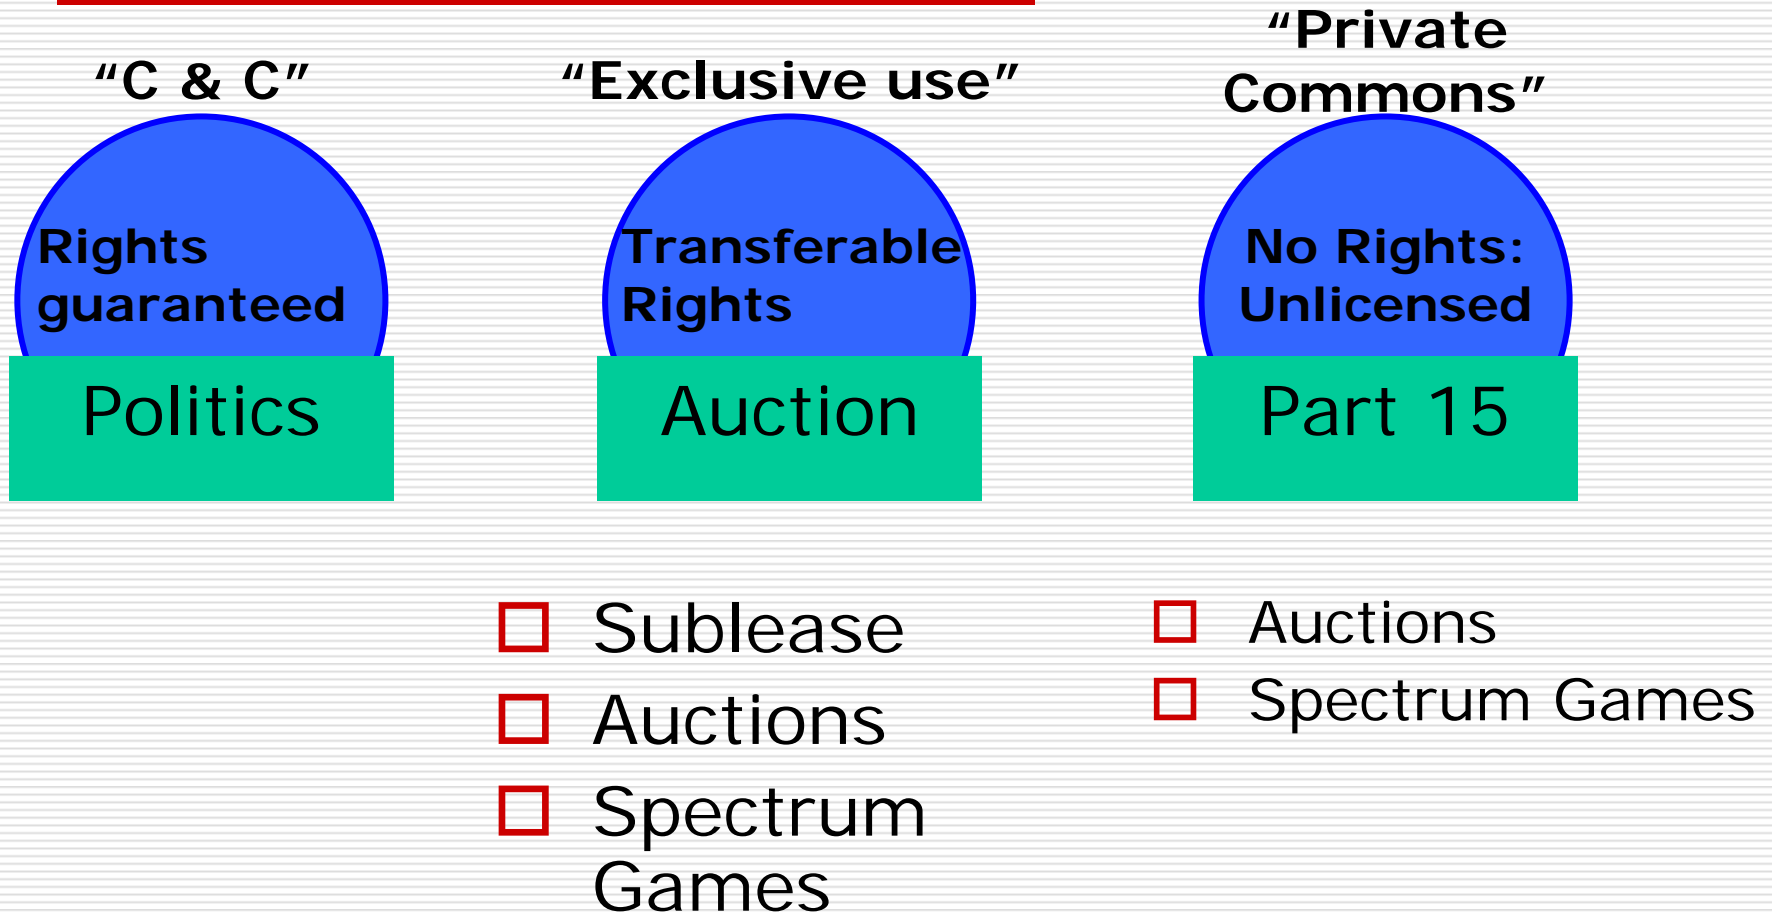 “C & C”
Rights
guaranteed
Politics
“Exclusive use”
Transferable
Rights
Auction
“Private
Commons”
No Rights:
Unlicensed
Part 15
Sublease
Auctions
Spectrum
Games
Auctions
Spectrum Games